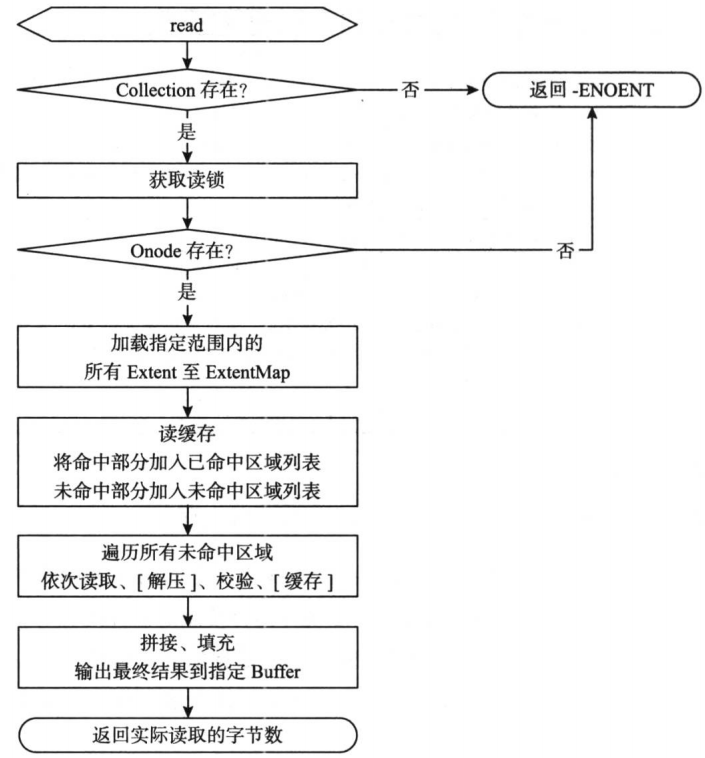 read
Collection 存在?
否
返回 -ENOENT
是
获取读锁
Onode 存在?
否
是
加载指定范围内的
所有 Extent 至 ExtentMap
读缓存
将命中部分加入已命中区域列表
未命中部分加入未命中区域列表
遍历所有未命中区域
依次读取、[ 解压 ]、校验、[ 缓存 ]
拼接、填充
输出最终结果到指定 Buffer
返回实际读取的字节数